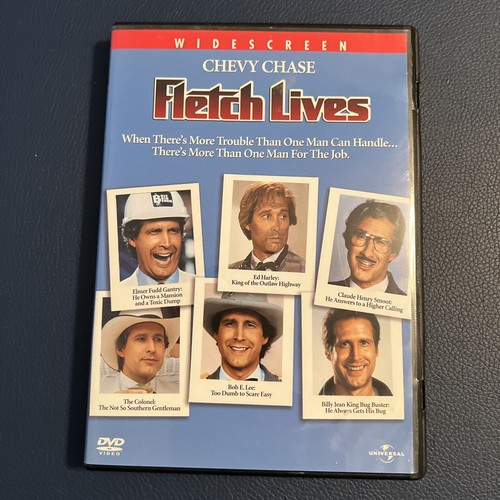 WIDESCREEN
CHEVY CHASE
Fletch Lives
When There's More Trouble Than One Man Can Handle...
There's More Than One Man For The Job.
Elmer Fudd Gantry:
He Owns a Mansion
and a Toxic Dump
Ed Harley:
King of the Outlaw Highway
Claude Henry Smoot:
He Answers to a Higher Calling
The Colonel:
The Not So Southern Gentleman
Bob E. Lee:
Too Dumb to Scare Easy
Billy Jean King Bug Buster:
He Always Gets His Bug
DVD
VIDEO
UNIVERSAL